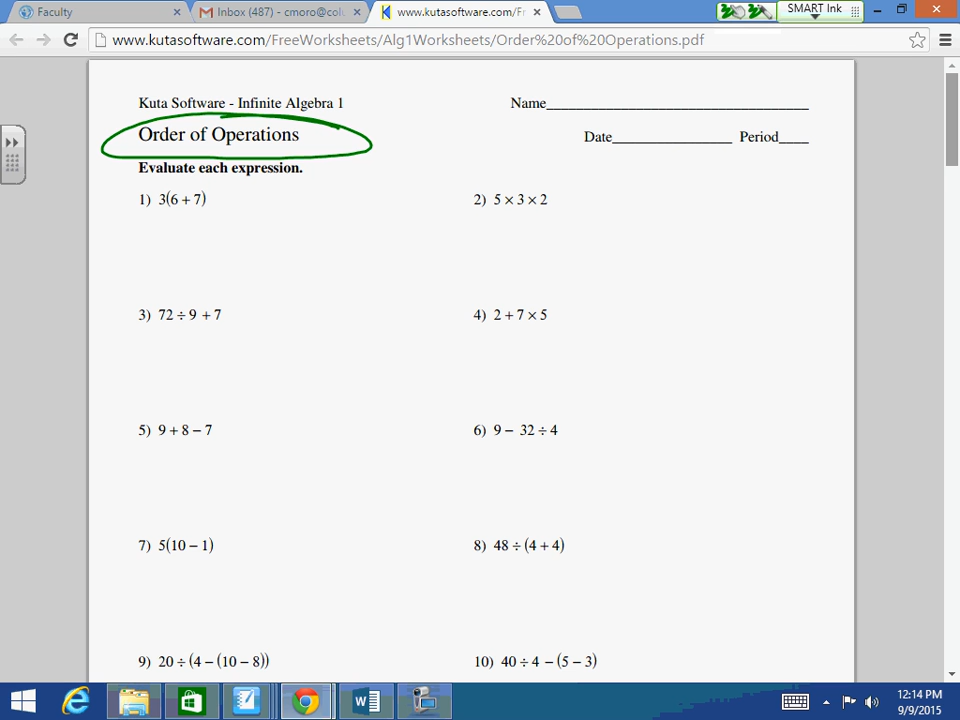 Faculty
Inbox (487) - cmoro@colu
www.kutasoftware.com/Fr
SMART Ink
www.kutasoftware.com/FreeWorksheets/Alg1Worksheets/Order%20of%20Operations.pdf
Kuta Software - Infinite Algebra 1
Name___________________________________
Order of Operations
Date________________ Period____
Evaluate each expression.
1) 3(6 + 7)
2) 5 × 3 × 2
3) 72 ÷ 9 + 7
4) 2 + 7 × 5
5) 9 + 8 − 7
6) 9 − 32 ÷ 4
7) 5(10 − 1)
8) 48 ÷ (4 + 4)
9) 20 ÷ (4 − (10 − 8))
10) 40 ÷ 4 − (5 − 3)
12:14 PM
9/9/2015